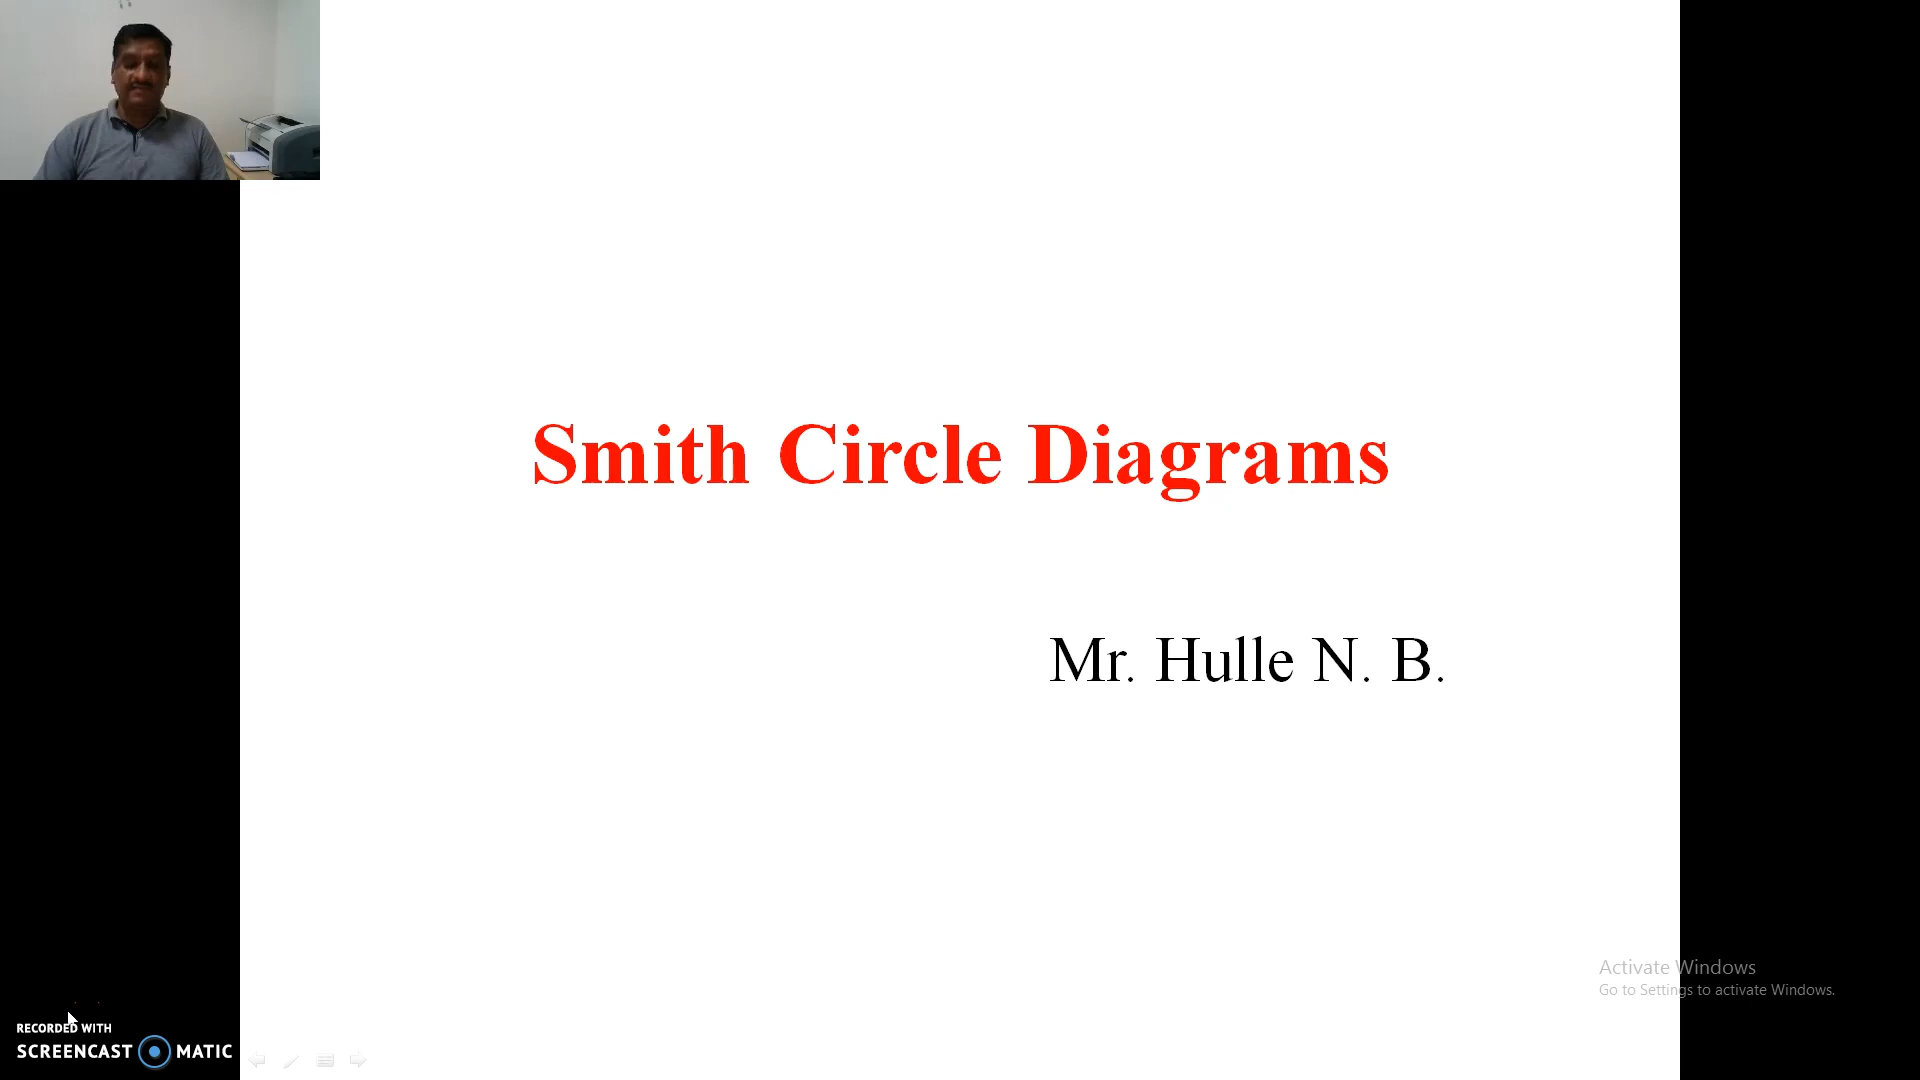 Smith Circle Diagrams
Mr. Hulle N. B.
Activate Windows
Go to Settings to activate Windows.
RECORDED WITH
SCREENCAST MATIC